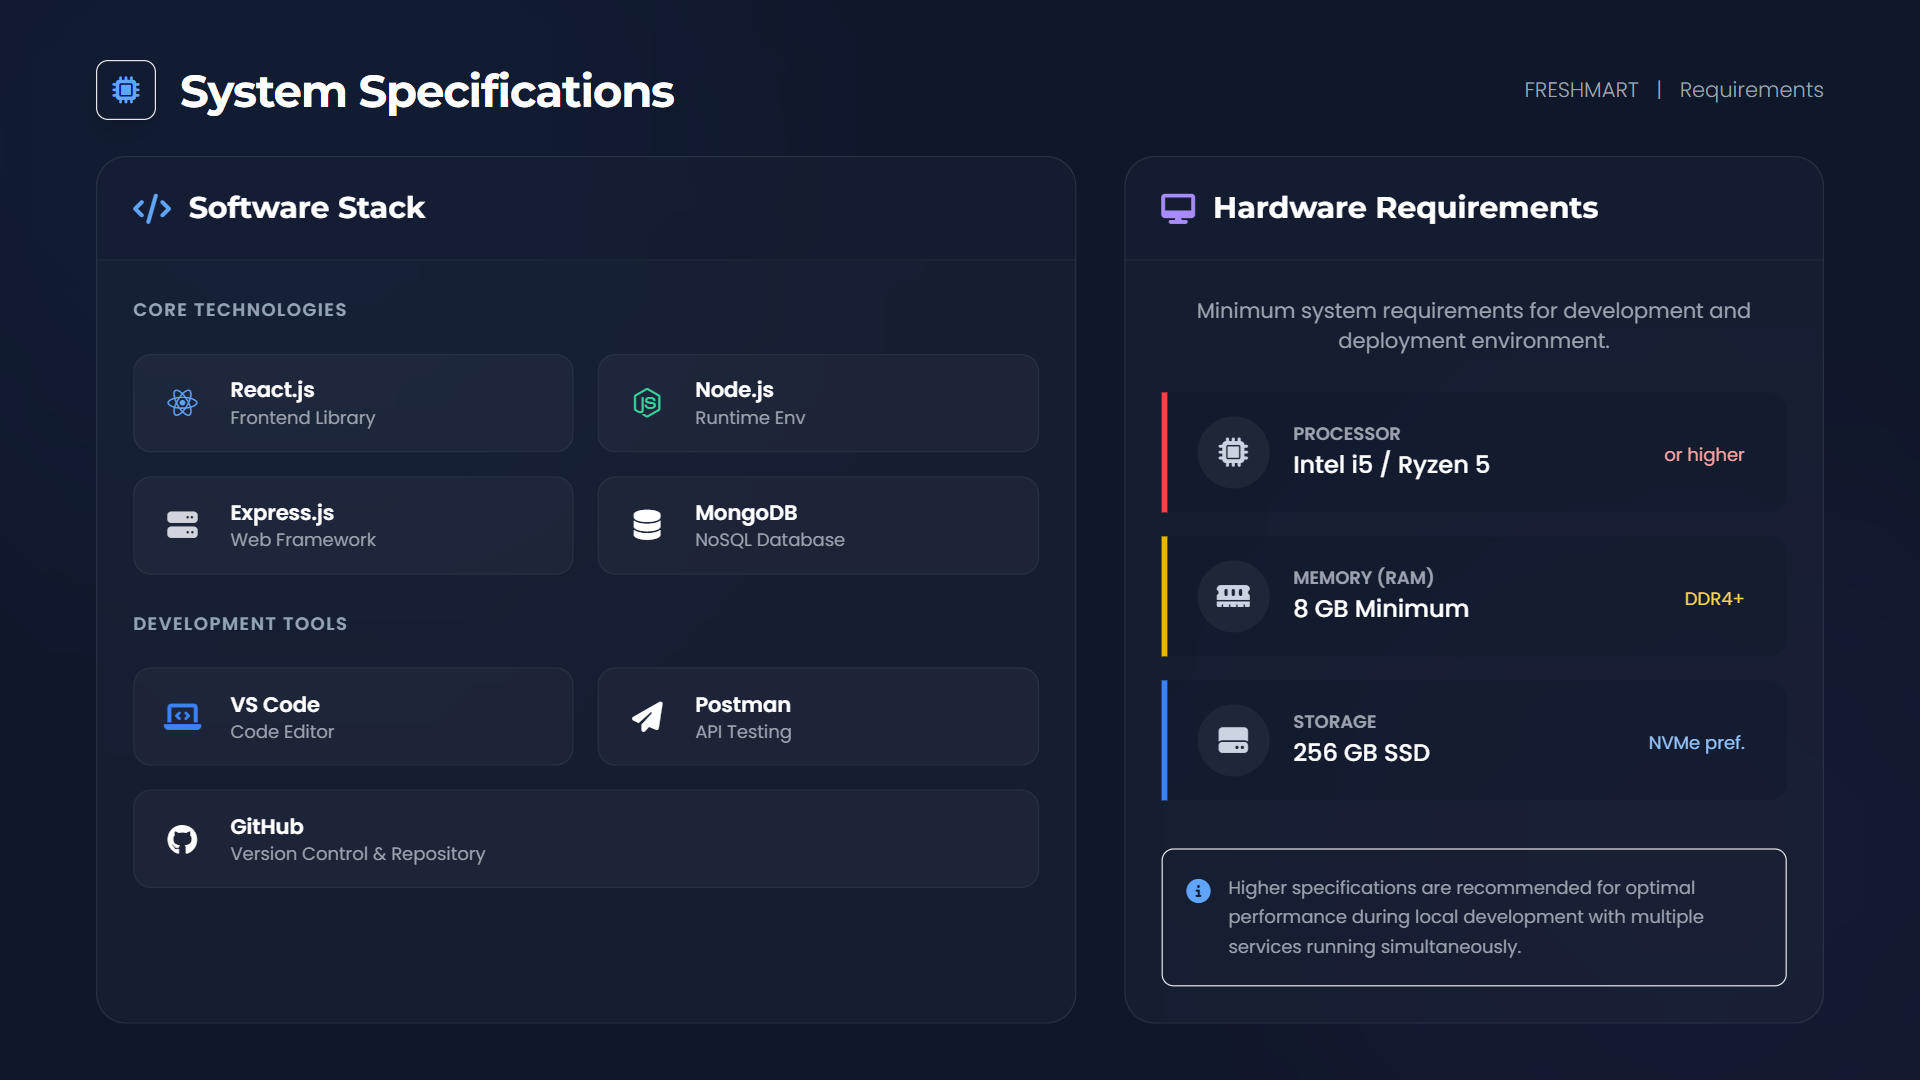 System Specifications
FRESHMART | Requirements
Software Stack
CORE TECHNOLOGIES
React.js
Frontend Library
Node.js
Runtime Env
Express.js
Web Framework
MongoDB
NoSQL Database
DEVELOPMENT TOOLS
VS Code
Code Editor
Postman
API Testing
GitHub
Version Control & Repository
Hardware Requirements
Minimum system requirements for development and
deployment environment.
PROCESSOR
Intel i5 / Ryzen 5
or higher
MEMORY (RAM)
8 GB Minimum
DDR4+
STORAGE
256 GB SSD
NVMe pref.
Higher specifications are recommended for optimal
performance during local development with multiple
services running simultaneously.